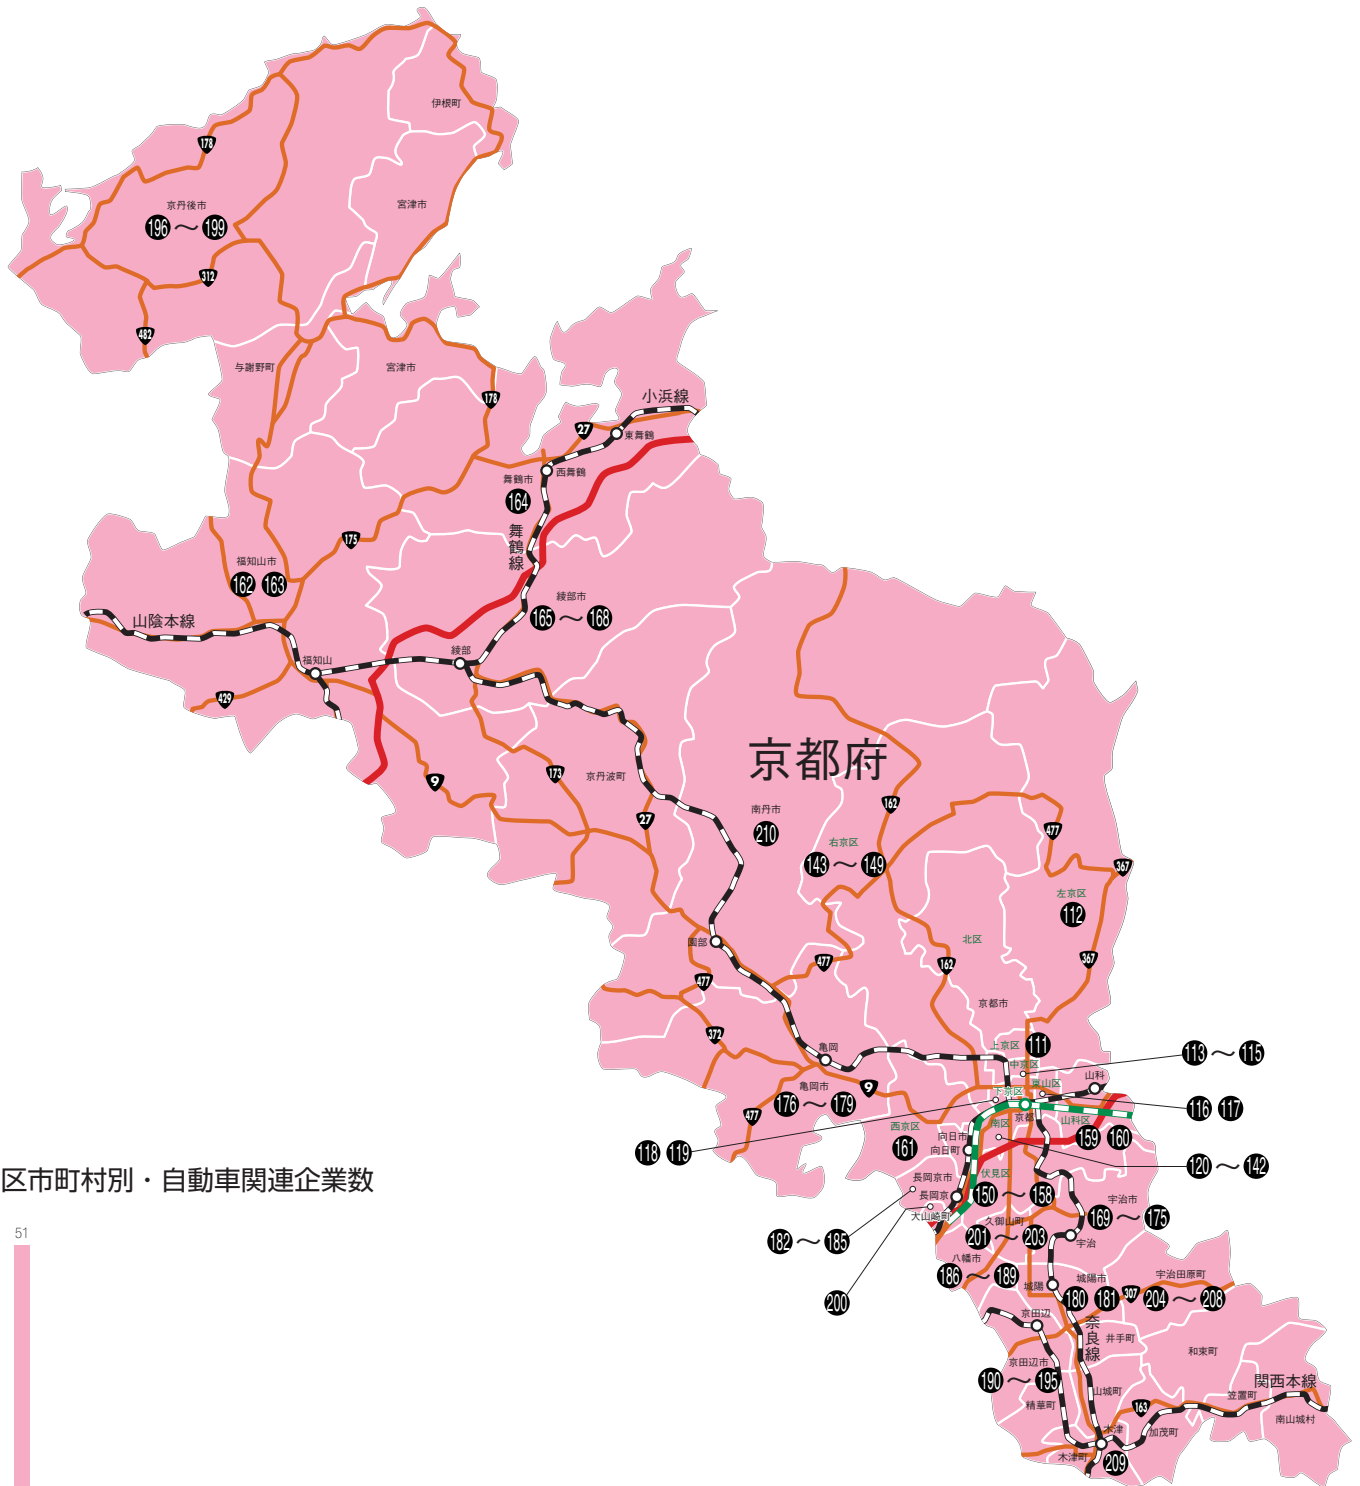 伊根町
178
宮津市
京丹後市
196 〜 199
312
482
与謝野町
宮津市
178
小浜線
27
東舞鶴
西舞鶴
舞鶴市
164
舞鶴線
175
福知山市
162 163
綾部市
165 〜 168
山陰本線
綾部
福知山
429
京都府
9
173
京丹波町
27
南丹市
210
162
右京区
143 〜 149
477
367
左京区
112
北区
園部
477
162
367
477
京都市
372
上京区
111
亀岡
中京区
113 〜 115
山科
亀岡市
176 〜 179
9
下京区
東山区
477
京都
116 117
西京区
161
南区
山科区
159 160
118 119
向日市
向日町
120 〜 142
区市町村別・自動車関連企業数
長岡京市
伏見区
長岡京
150 〜 158
宇治市
169 〜 175
大山崎町
久御山町
201 〜 203
51
182 〜 185
宇治
八幡市
186 〜 189
城陽
城陽市
180 181
307
宇治田原町
204 〜 208
200
京田辺
奈良線
井手町
和束町
京田辺市
190 〜 195
山城町
関西本線
笠置町
精華町
163
南山城村
木津
加茂町
木津町
209